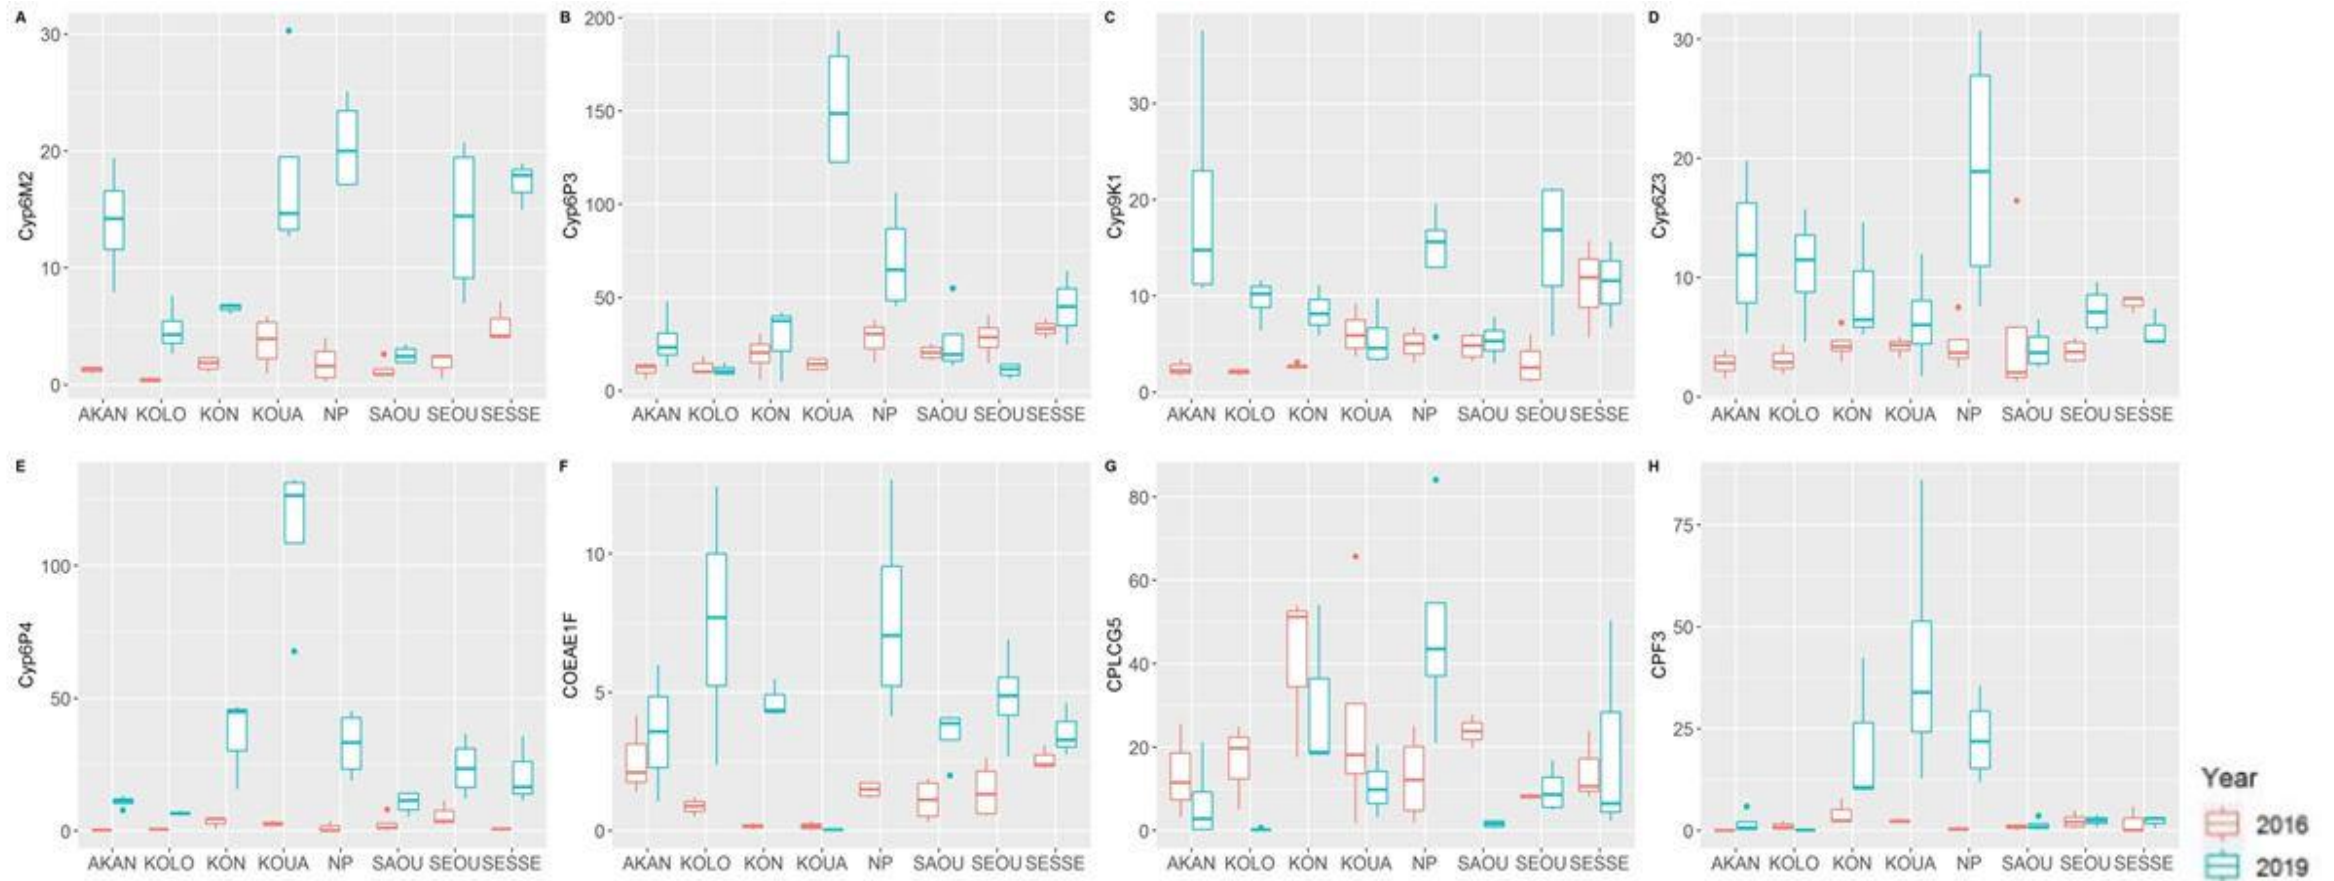 A
Cyp6M2
30
20
10
0
AKAN KOLO KON KOUA NP SAOU SEOU SESSE
B
Cyp6P3
200
150
100
50
0
AKAN KOLO KON KOUA NP SAOU SEOU SESSE
C
Cyp9K1
30
20
10
0
AKAN KOLO KON KOUA NP SAOU SEOU SESSE
D
Cyp6Z3
30
20
10
0
AKAN KOLO KON KOUA NP SAOU SEOU SESSE
E
Cyp6P4
100
50
0
AKAN KOLO KON KOUA NP SAOU SEOU SESSE
F
COEAE1F
10
5
0
AKAN KOLO KON KOUA NP SAOU SEOU SESSE
G
CPLCG5
80
60
40
20
0
AKAN KOLO KON KOUA NP SAOU SEOU SESSE
H
CPF3
75
50
25
0
AKAN KOLO KON KOUA NP SAOU SEOU SESSE
Year
2016
2019